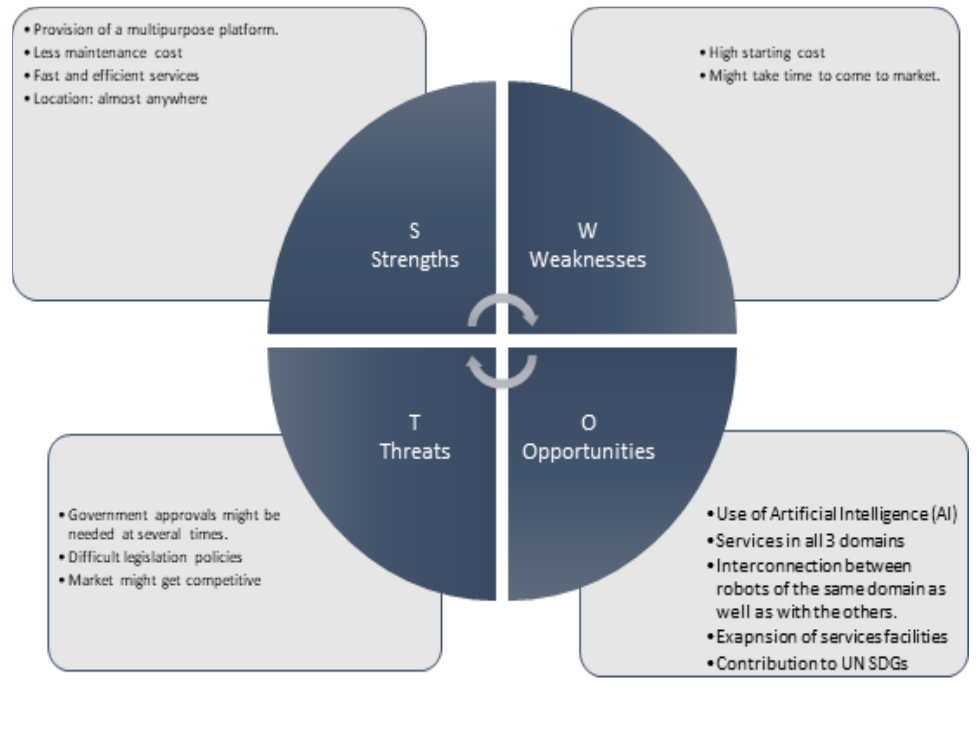 • Provision of a multipurpose platform.
• Less maintenance cost
• Fast and efficient services
• Location: almost anywhere
• High starting cost
• Might take time to come to market.
S
Strengths
W
Weaknesses
T
Threats
O
Opportunities
• Government approvals might be
needed at several times.
• Difficult legislation policies
• Market might get competitive
• Use of Artificial Intelligence (AI)
• Services in all 3 domains
• Interconnection between
robots of the same domain as
well as with the others.
• Exapnsion of services facilities
• Contribution to UN SDGs